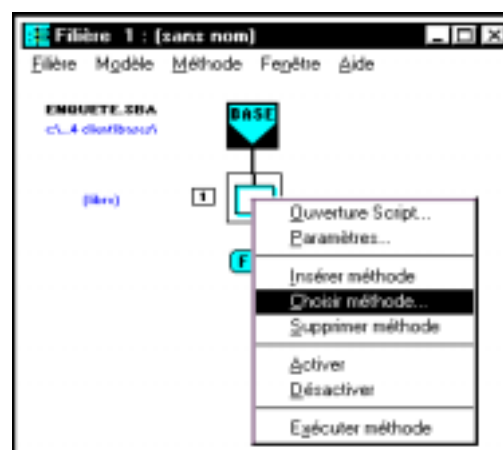 Filière 1 : (sans nom)
Filière Modèle Méthode Fenêtre Aide
ENQUETE.SBA
BASE
(libre)
1
F
Ouverture Script...
Paramètres...
Insérer méthode
Choisir méthode...
Supprimer méthode
Activer
Désactiver
Exécuter méthode